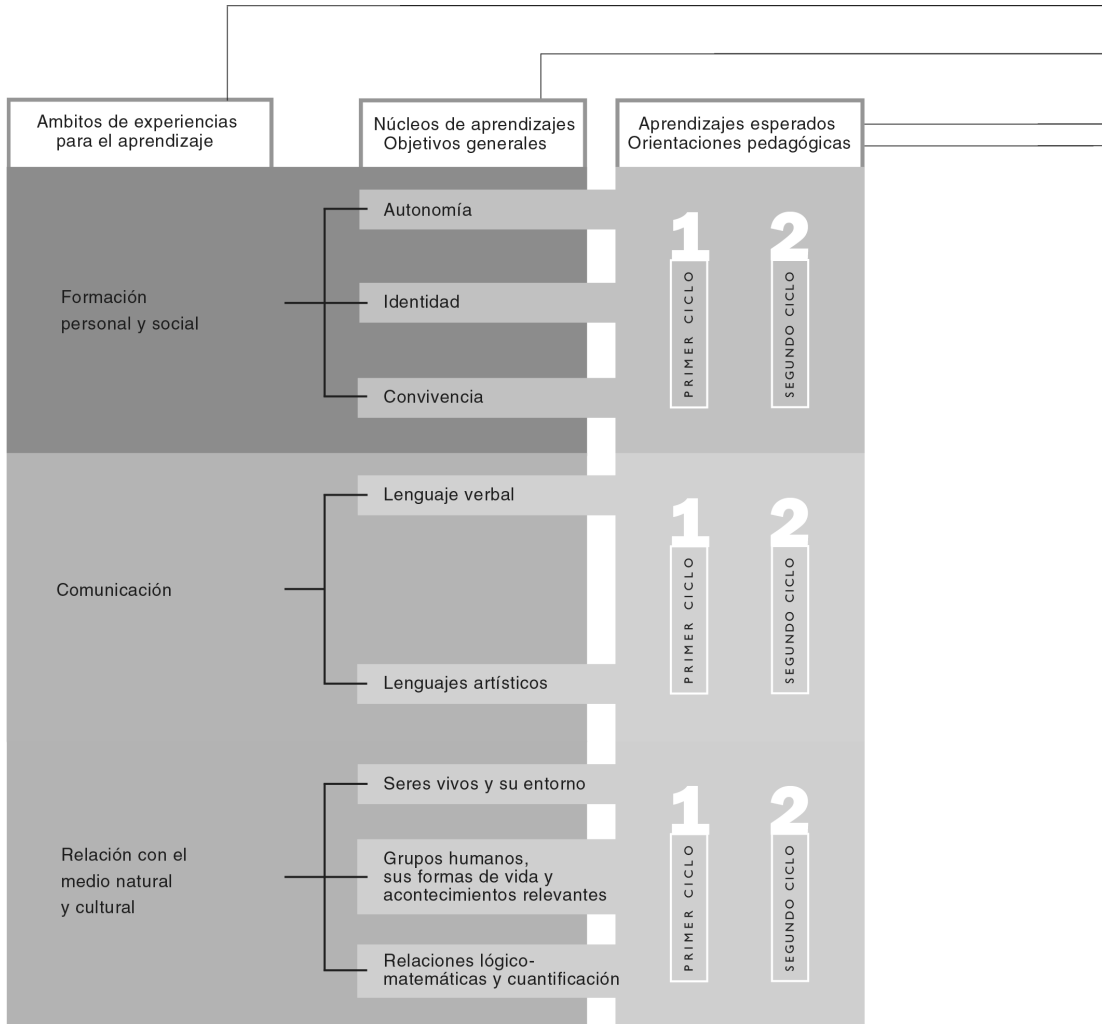 Ambitos de experiencias
para el aprendizaje
Núcleos de aprendizajes
Objetivos generales
Aprendizajes esperados
Orientaciones pedagógicas
Formación
personal y social
Autonomía
Identidad
Convivencia
1
PRIMER CICLO
2
SEGUNDO CICLO
Comunicación
Lenguaje verbal
Lenguajes artísticos
1
PRIMER CICLO
2
SEGUNDO CICLO
Relación con el
medio natural
y cultural
Seres vivos y su entorno
Grupos humanos,
sus formas de vida y
acontecimientos relevantes
Relaciones lógico-
matemáticas y cuantificación
1
PRIMER CICLO
2
SEGUNDO CICLO